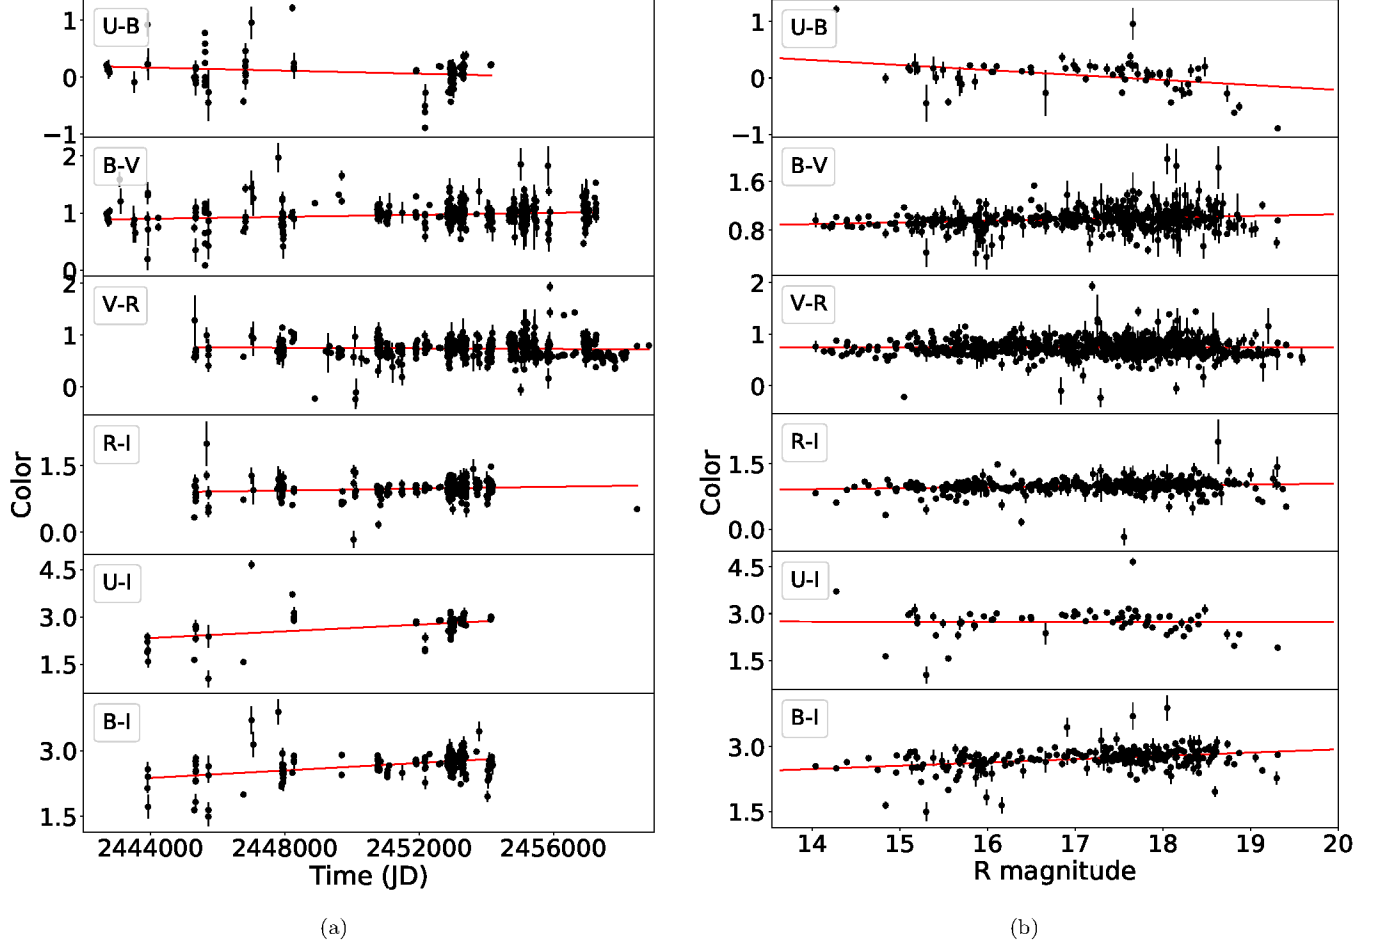 U-B
1
0
−1
B-V
2
1
0
V-R
2
1
0
R-I
1.5
0.0
U-I
4.5
3.0
1.5
B-I
3.0
1.5
Color
2444000 2448000 2452000 2456000
Time (JD)
(a)
U-B
1
0
−1
B-V
1.6
0.8
V-R
2
1
0
R-I
1.5
0.0
U-I
4.5
3.0
1.5
B-I
3.0
1.5
Color
14 15 16 17 18 19 20
R magnitude
(b)